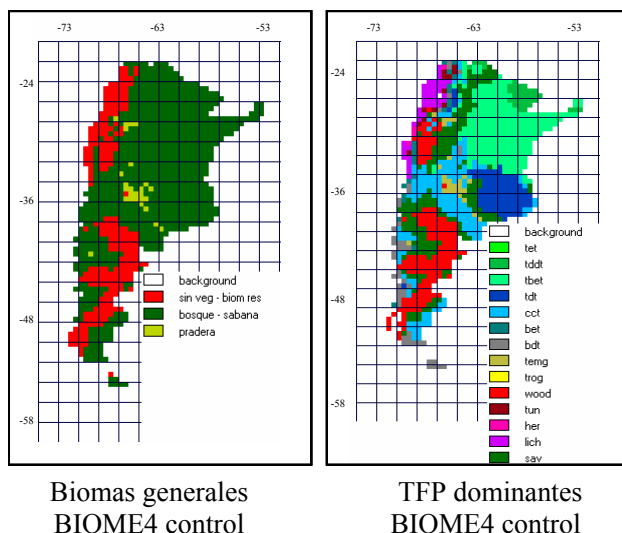 -73 -63
-24
-36
-48
-58
background
sin veg - biom res
bosque - sabana
pradera
Biomas generales
BIOME4 control
-73 -63
-24
-36
-48
-58
background
tet
tddt
tbet
tdt
cct
bet
bdt
temg
trog
wood
tun
her
lich
sav
TFP dominantes
BIOME4 control